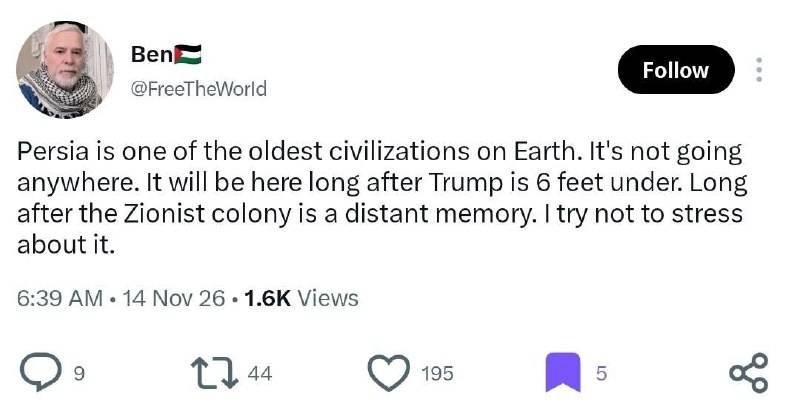 Ben🇵🇸
@FreeTheWorld
Follow
Persia is one of the oldest civilizations on Earth. It's not going
anywhere. It will be here long after Trump is 6 feet under. Long
after the Zionist colony is a distant memory. I try not to stress
about it.
6:39 AM • 14 Nov 26 • 1.6K Views
9 44 195 5